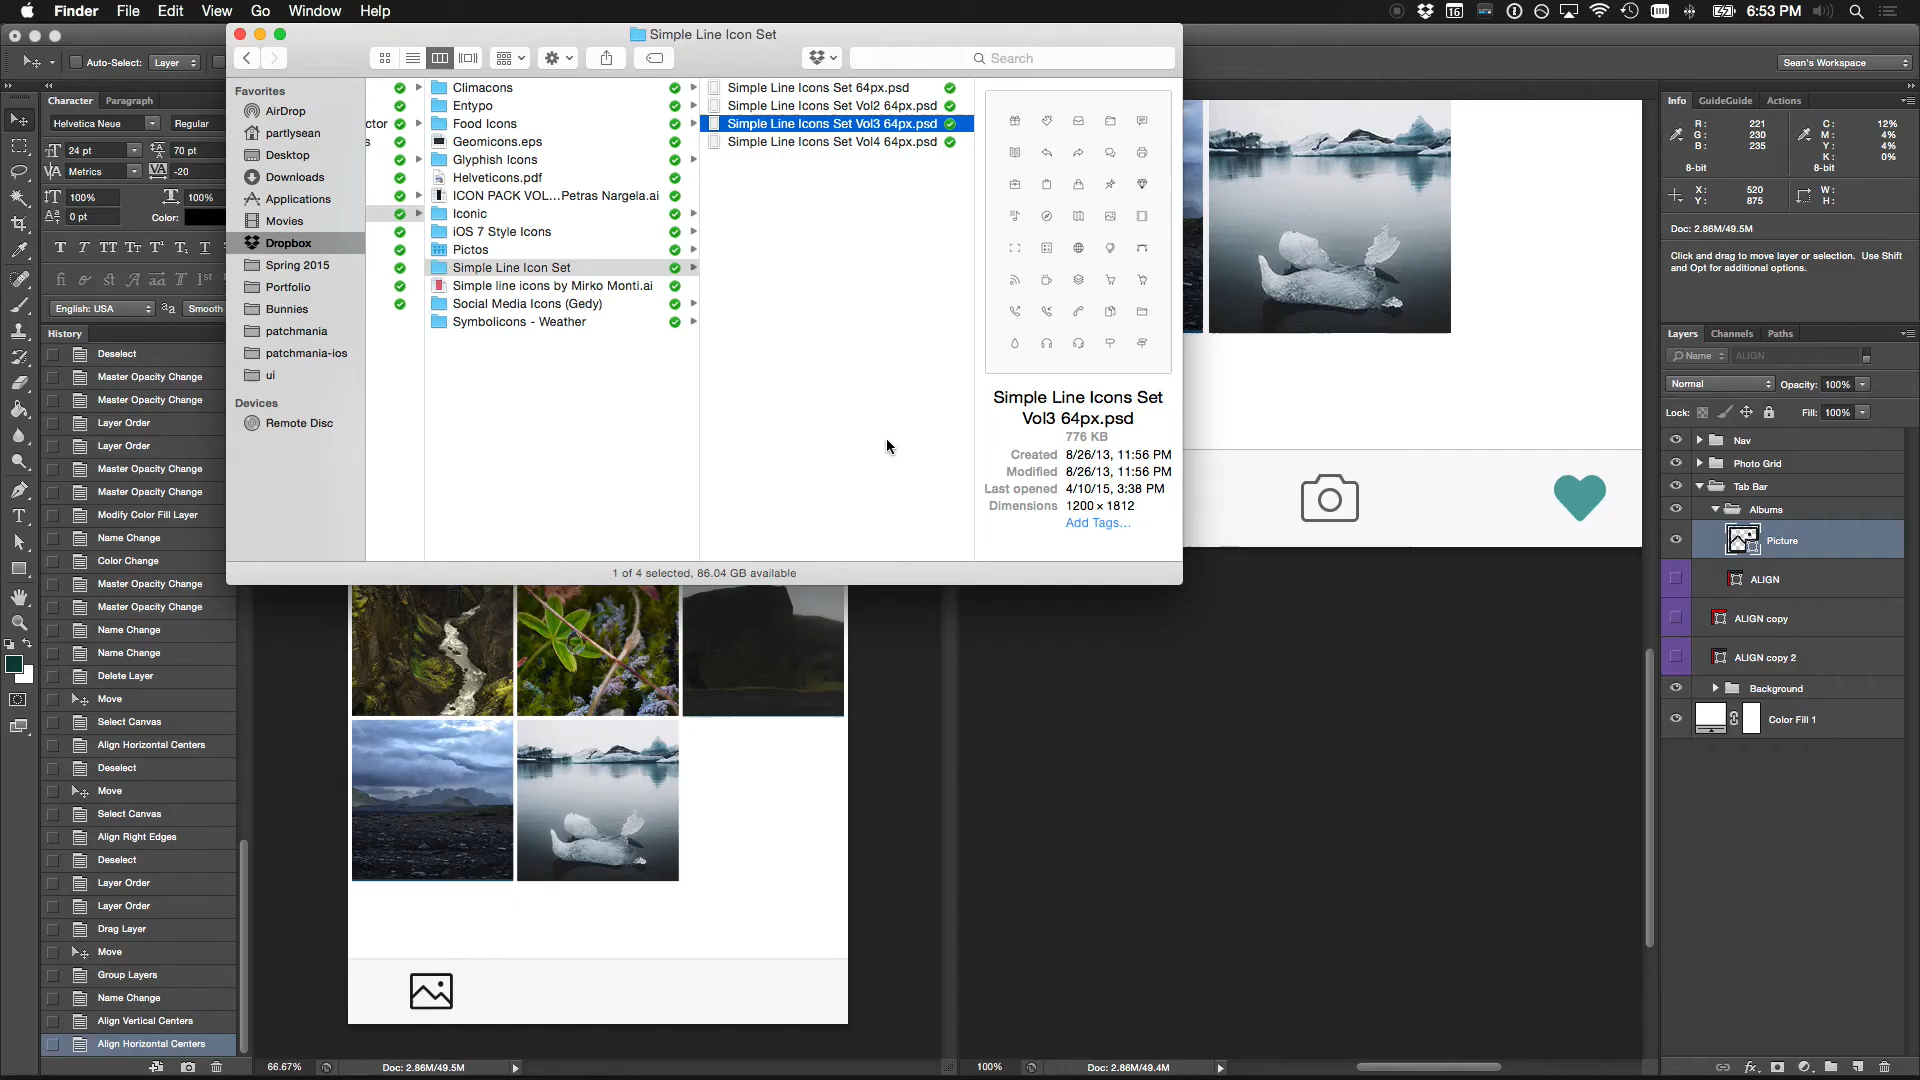 Finder File Edit View Go Window Help
16
6:53 PM
Auto-Select: Layer
Sean's Workspace
Character Paragraph
Helvetica Neue Regular
24 pt 70 pt
Metrics -20
100% 100%
0 pt Color:
English: USA Smooth
History
Deselect
Master Opacity Change
Master Opacity Change
Layer Order
Layer Order
Master Opacity Change
Master Opacity Change
Modify Color Fill Layer
Name Change
Color Change
Master Opacity Change
Master Opacity Change
Name Change
Name Change
Delete Layer
Move
Select Canvas
Align Horizontal Centers
Deselect
Move
Select Canvas
Align Right Edges
Deselect
Layer Order
Layer Order
Drag Layer
Move
Group Layers
Name Change
Align Vertical Centers
Align Horizontal Centers
Simple Line Icon Set
Search
Favorites
AirDrop
partlysean
Desktop
Downloads
Applications
Movies
Dropbox
Spring 2015
Portfolio
Bunnies
patchmania
patchmania-ios
ui
Devices
Remote Disc
ctor
s
Climacons
Entypo
Food Icons
Geomicons.eps
Glyphish Icons
Helveticons.pdf
ICON PACK VOL...Petras Nargela.ai
Iconic
iOS 7 Style Icons
Pictos
Simple Line Icon Set
Simple line icons by Mirko Monti.ai
Social Media Icons (Gedy)
Symbolicons - Weather
Simple Line Icons Set 64px.psd
Simple Line Icons Set Vol2 64px.psd
Simple Line Icons Set Vol3 64px.psd
Simple Line Icons Set Vol4 64px.psd
Simple Line Icons Set
Vol3 64px.psd
776 KB
Created 8/26/13, 11:56 PM
Modified 8/26/13, 11:56 PM
Last opened 4/10/15, 3:38 PM
Dimensions 1200 × 1812
Add Tags...
1 of 4 selected, 86.04 GB available
66.67% Doc: 2.86M/49.5M
100% Doc: 2.86M/49.4M
Info GuideGuide Actions
R: 221 C: 12%
G: 230 M: 4%
B: 235 Y: 4%
K: 0%
8-bit 8-bit
X: 520 W:
Y: 875 H:
Doc: 2.86M/49.5M
Click and drag to move layer or selection. Use Shift
and Opt for additional options.
Layers Channels Paths
Name ALIGN
Normal Opacity: 100%
Lock: Fill: 100%
Nav
Photo Grid
Tab Bar
Albums
Picture
ALIGN
ALIGN copy
ALIGN copy 2
Background
Color Fill 1